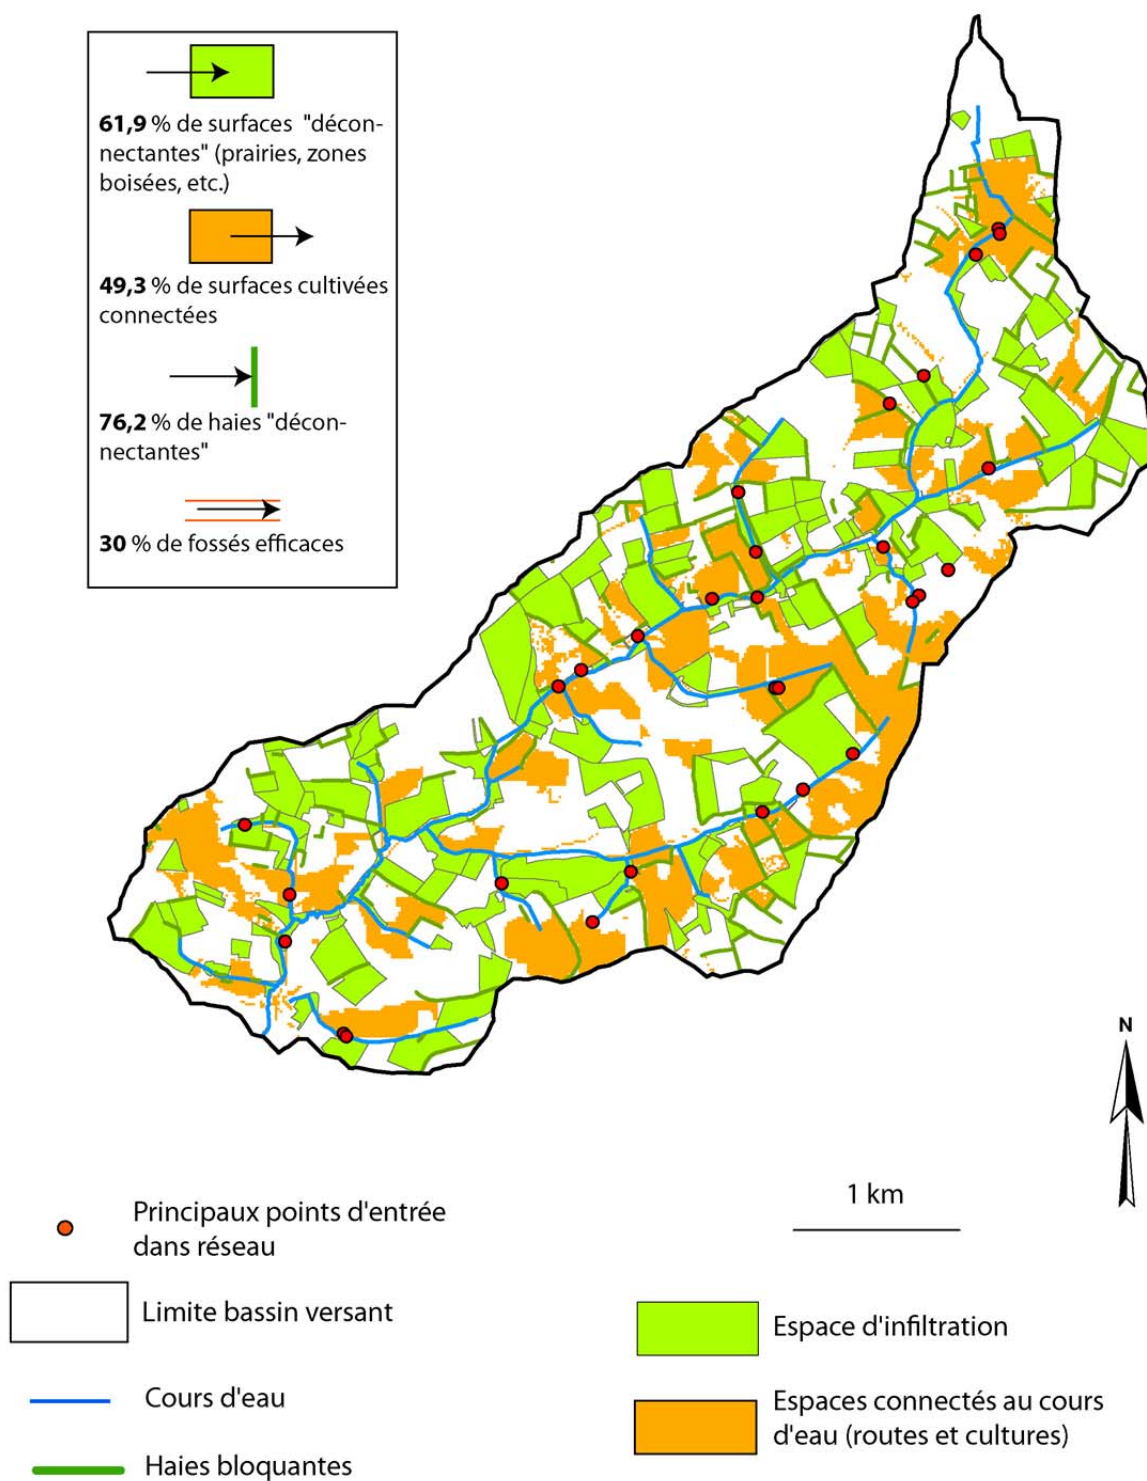 61,9 % de surfaces "décon-
nectantes" (prairies, zones
boisées, etc.)
49,3 % de surfaces cultivées
connectées
76,2 % de haies "décon-
nectantes"
30 % de fossés efficaces
N
1 km
Principaux points d'entrée
dans réseau
Limite bassin versant
Cours d'eau
Haies bloquantes
Espace d'infiltration
Espaces connectés au cours
d'eau (routes et cultures)